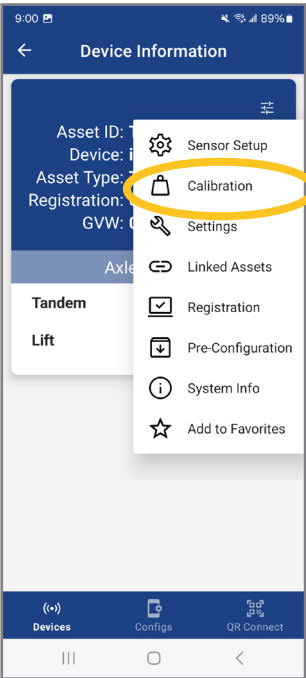 9:00 89%
Device Information
Asset ID:
Device:
Asset Type:
Registration:
GVW:
Axle
Tandem
Lift
Sensor Setup
Calibration
Settings
Linked Assets
Registration
Pre-Configuration
System Info
Add to Favorites
Devices Configs QR Connect